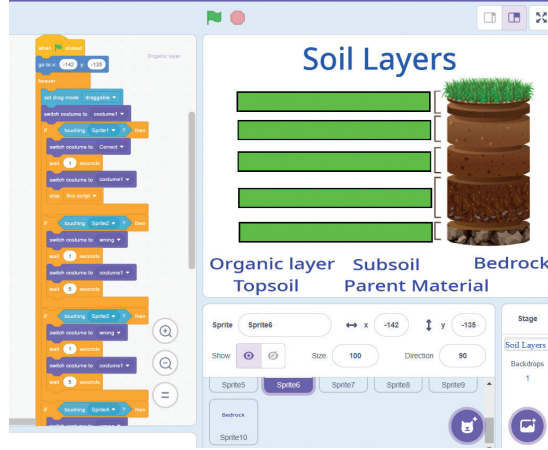 when clicked
Organic layer
go to x: -142 y: -135
forever
set drag mode draggable
switch costume to costume1
if touching Sprite1 ? then
switch costume to Correct
wait 1 seconds
switch costume to costume1
stop this script
if touching Sprite2 ? then
switch costume to wrong
wait 1 seconds
switch costume to costume1
wait 5 seconds
if touching Sprite3 ? then
switch costume to wrong
wait 1 seconds
switch costume to costume1
wait 5 seconds
if touching Sprite4 ? then
Soil Layers
Organic layer Subsoil Bedrock
Topsoil Parent Material
Sprite Sprite6 x -142 y -135
Show Size 100 Direction 90
Sprite5 Sprite6 Sprite7 Sprite8 Sprite9
Bedrock
Sprite10
Stage
Soil Layers
Backdrops
1